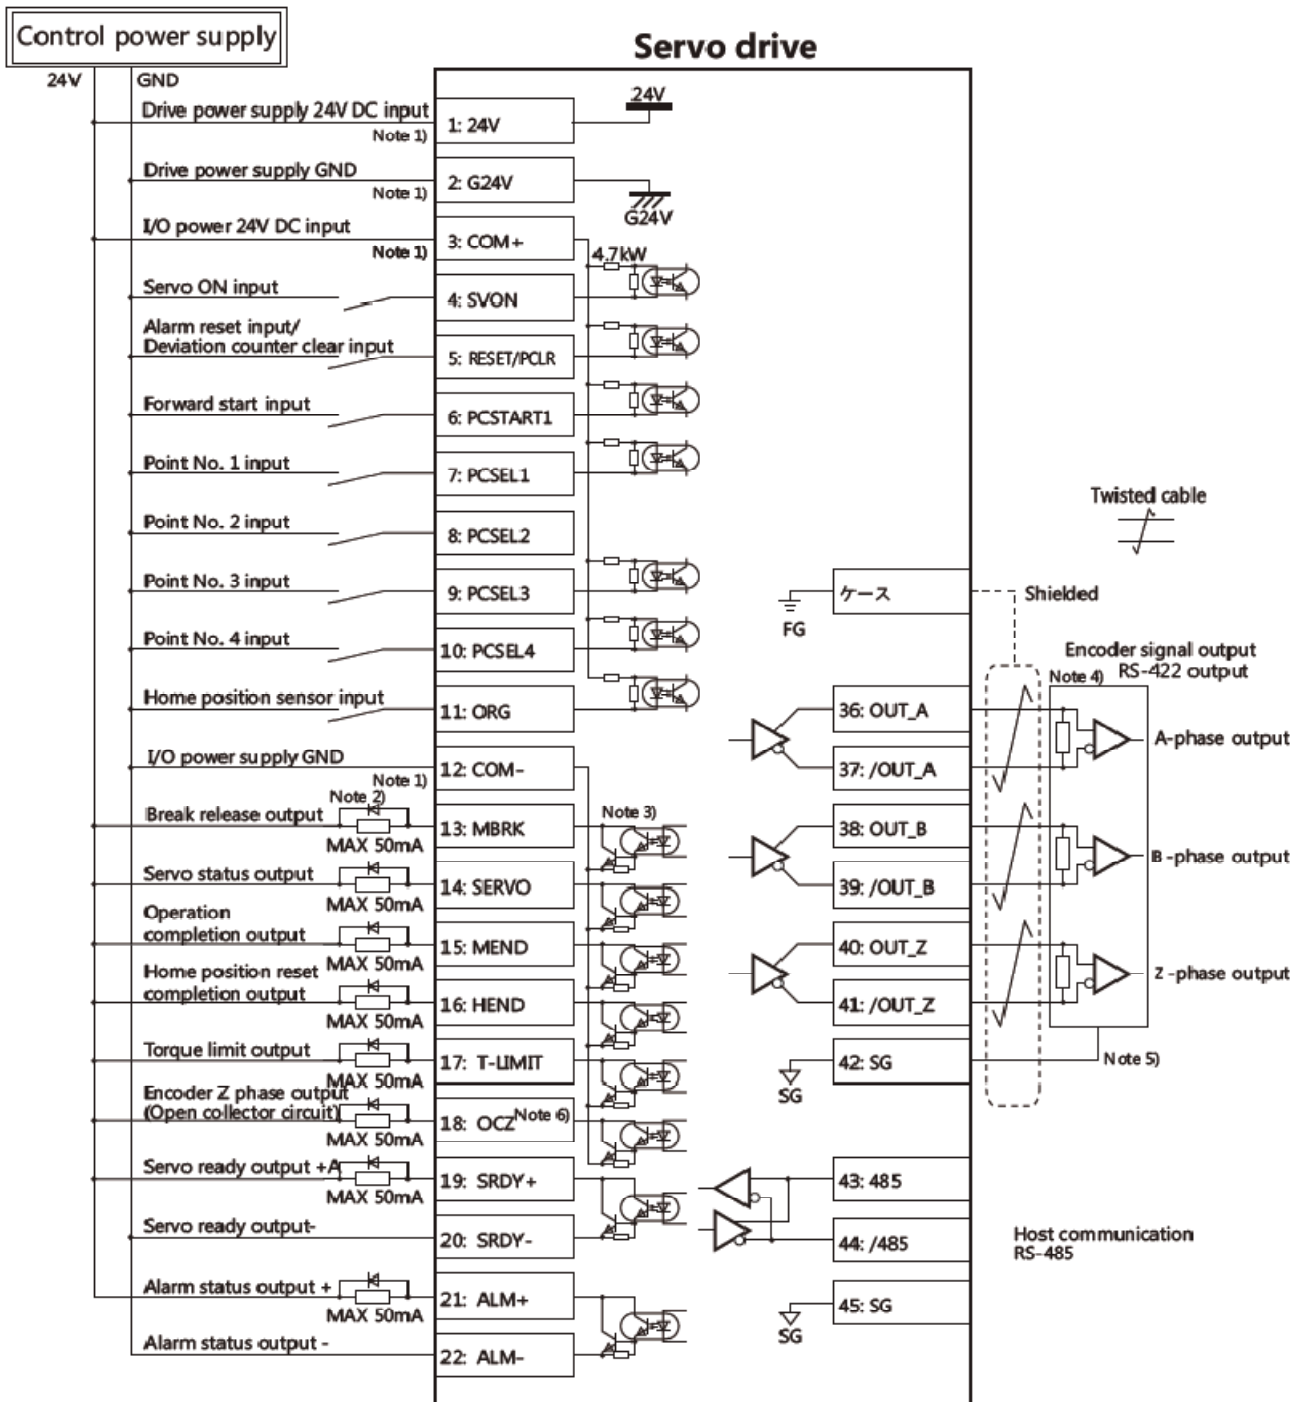 Control power supply
Servo drive
24V
GND
Drive power supply 24V DC input
Note 1)
1: 24V
24V
Drive power supply GND
Note 1)
2: G24V
G24V
I/O power 24V DC input
Note 1)
3: COM+
4.7kW
Servo ON input
4: SVON
Alarm reset input/
Deviation counter clear input
5: RESET/PCLR
Forward start input
6: PCSTART1
Point No. 1 input
7: PCSEL1
Point No. 2 input
8: PCSEL2
Point No. 3 input
9: PCSEL3
Point No. 4 input
10: PCSEL4
Home position sensor input
11: ORG
I/O power supply GND
Note 1)
12: COM-
Note 2)
Break release output
MAX 50mA
13: MBRK
Note 3)
Servo status output
MAX 50mA
14: SERVO
Operation
completion output
MAX 50mA
15: MEND
Home position reset
completion output
MAX 50mA
16: HEND
Torque limit output
MAX 50mA
17: T-LIMIT
Encoder Z phase output
(Open collector circuit)
MAX 50mA
18: OCZ Note 6)
Servo ready output +A
MAX 50mA
19: SRDY+
Servo ready output-
20: SRDY-
Alarm status output +
MAX 50mA
21: ALM+
Alarm status output -
22: ALM-
Twisted cable
ケース
FG
Shielded
Encoder signal output
RS-422 output
Note 4)
36: OUT_A
37: /OUT_A
A-phase output
38: OUT_B
39: /OUT_B
B-phase output
40: OUT_Z
41: /OUT_Z
Z-phase output
42: SG
SG
Note 5)
43: 485
44: /485
Host communication
RS-485
45: SG
SG